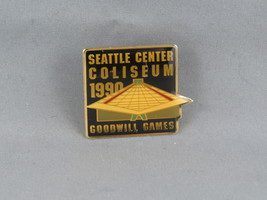 SEATTLE CENTER
COLISEUM
1990
GOODWILL GAMES